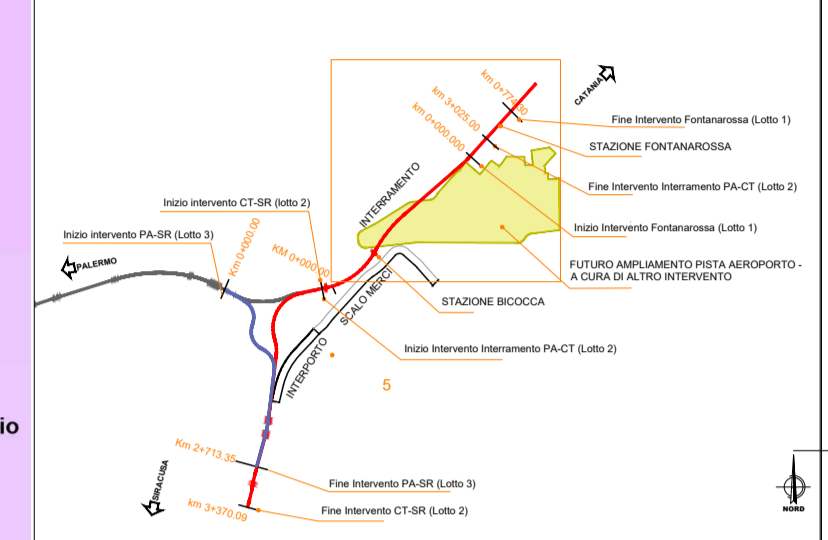 km 0+774.30
CATANIA
km 3+025.00
km 0+000.000
Fine Intervento Fontanarossa (Lotto 1)
STAZIONE FONTANAROSSA
Fine Intervento Interramento PA-CT (Lotto 2)
INTERRAMENTO
Inizio intervento CT-SR (lotto 2)
Inizio Intervento Fontanarossa (Lotto 1)
Inizio intervento PA-SR (Lotto 3)
Km 0+000.00
KM 0+000.00
PALERMO
FUTURO AMPLIAMENTO PISTA AEROPORTO -
A CURA DI ALTRO INTERVENTO
STAZIONE BICOCCA
SCALO MERCI
Inizio Intervento Interramento PA-CT (Lotto 2)
INTERPORTO
5
io
Km 2+713.35
SIRACUSA
Fine Intervento PA-SR (Lotto 3)
km 3+370.09
Fine Intervento CT-SR (Lotto 2)
NORD